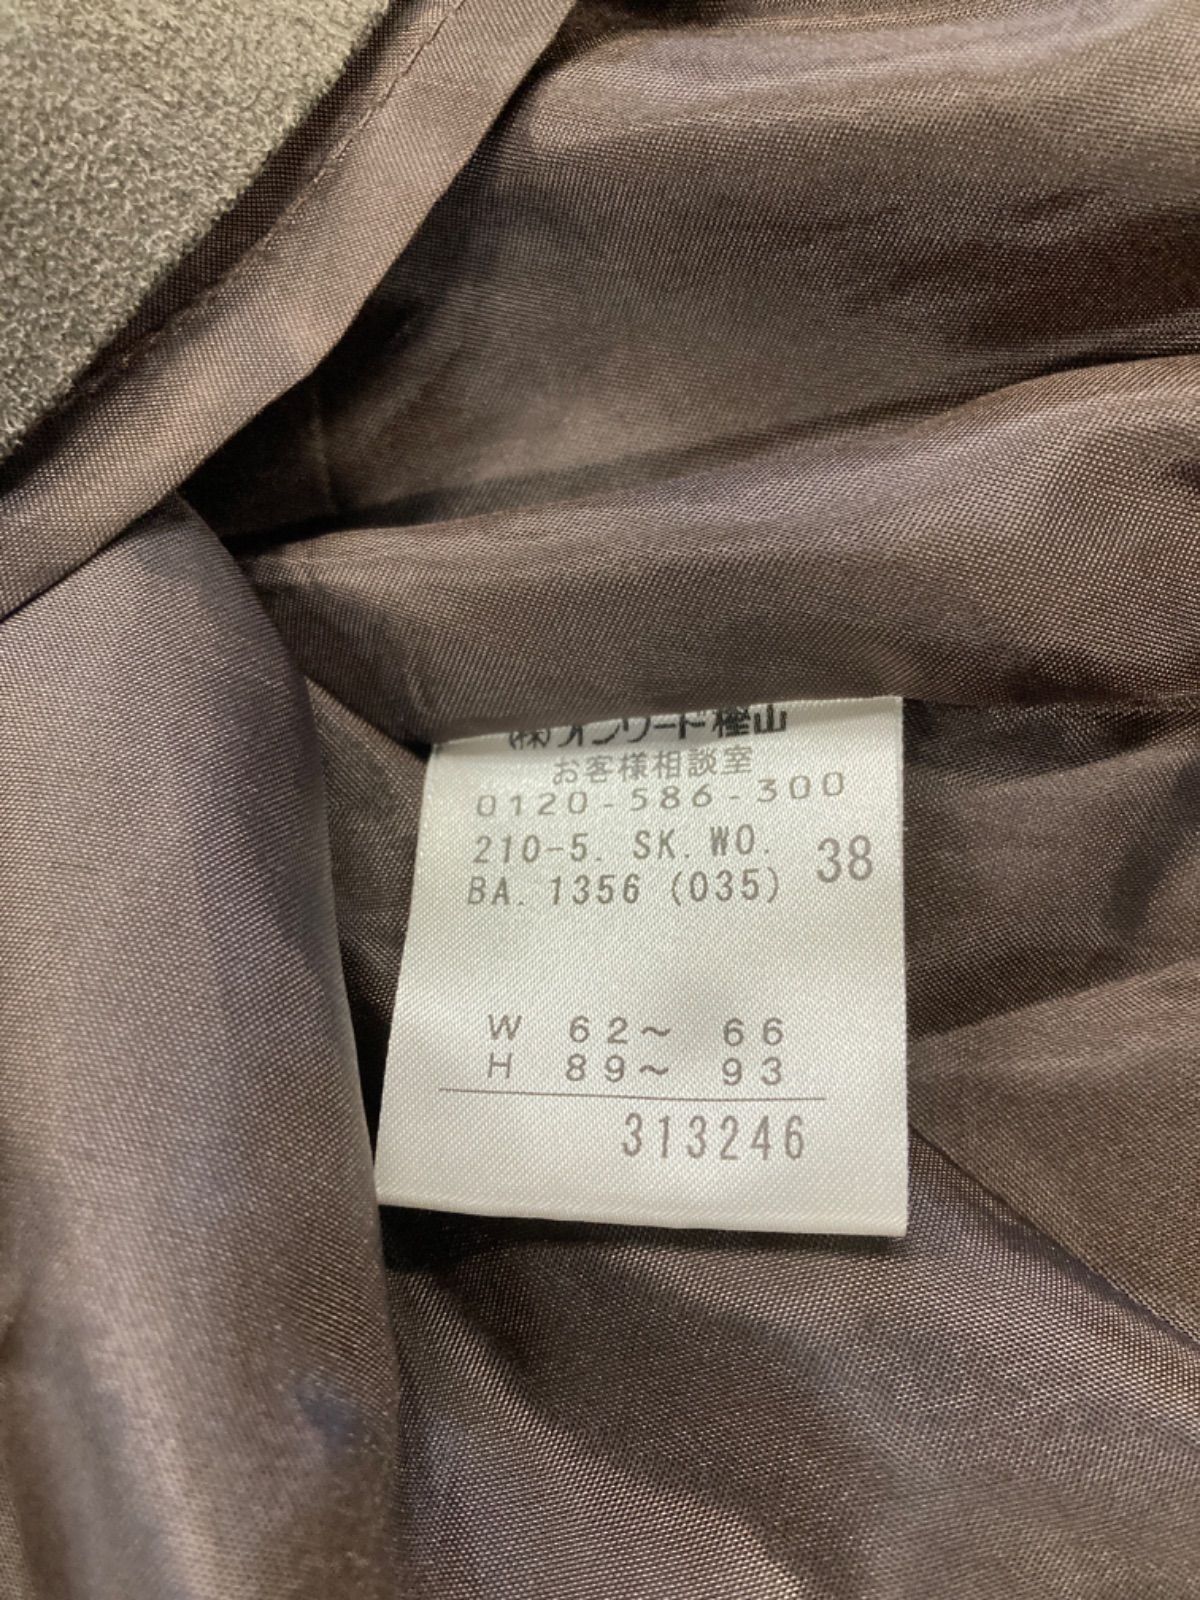 (株)オンワード樫山
お客様相談室
0120-586-300
210-5. SK. WO.
BA. 1356 (035) 38
W 62〜 66
H 89〜 93
313246